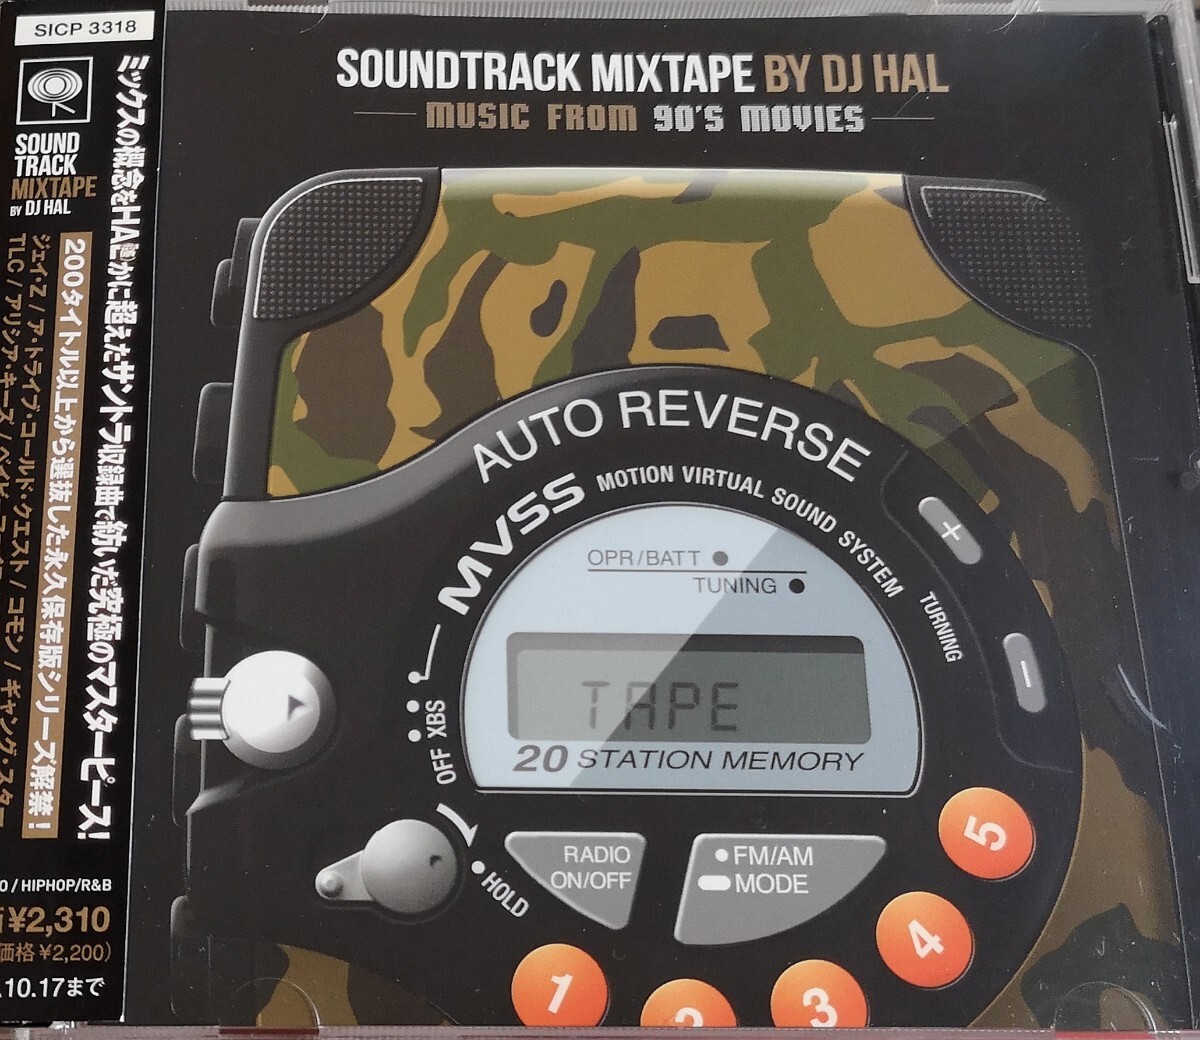 SICP 3318
SOUND
TRACK
MIXTAPE
BY DJ HAL
ミックスの概念をHAL遥かに超えたサントラ収録曲で紡いだ究極のマスターピース!
200タイトル以上から選抜した永久保存版シリーズ解禁!
ジェイ・Z / ア・トライブ・コールド・クエスト / コモン / ギャング・スター
TLC / アリシア・キーズ /
O / HIPHOP/R&B
¥2,310
価格 ¥2,200)
.10.17まで
SOUNDTRACK MIXTAPE BY DJ HAL
MUSIC FROM 90'S MOVIES
AUTO REVERSE
MVSS MOTION VIRTUAL SOUND SYSTEM
OPR/BATT
TUNING
+
TURNING
-
TAPE
20 STATION MEMORY
OFF XBS
HOLD
RADIO
ON/OFF
FM/AM
MODE
1
2
3
4
5